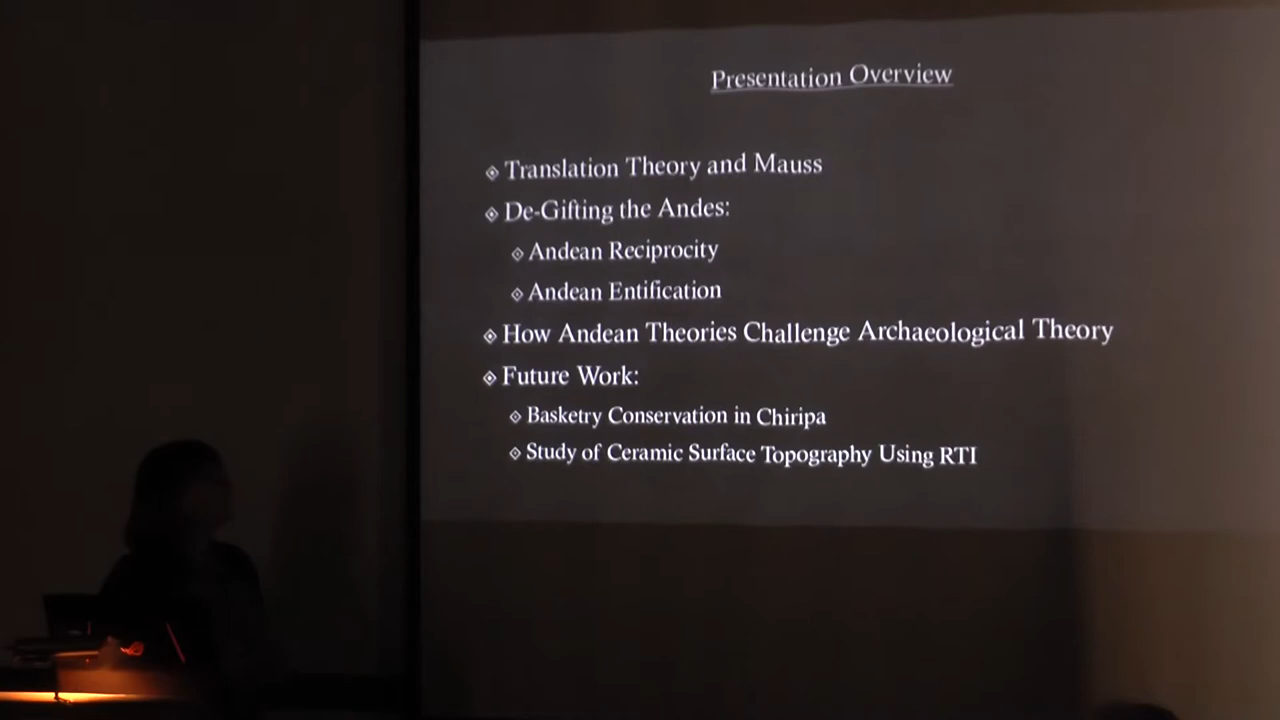 Presentation Overview
Translation Theory and Mauss
De-Gifting the Andes:
Andean Reciprocity
Andean Entification
How Andean Theories Challenge Archaeological Theory
Future Work:
Basketry Conservation in Chiripa
Study of Ceramic Surface Topography Using RTI